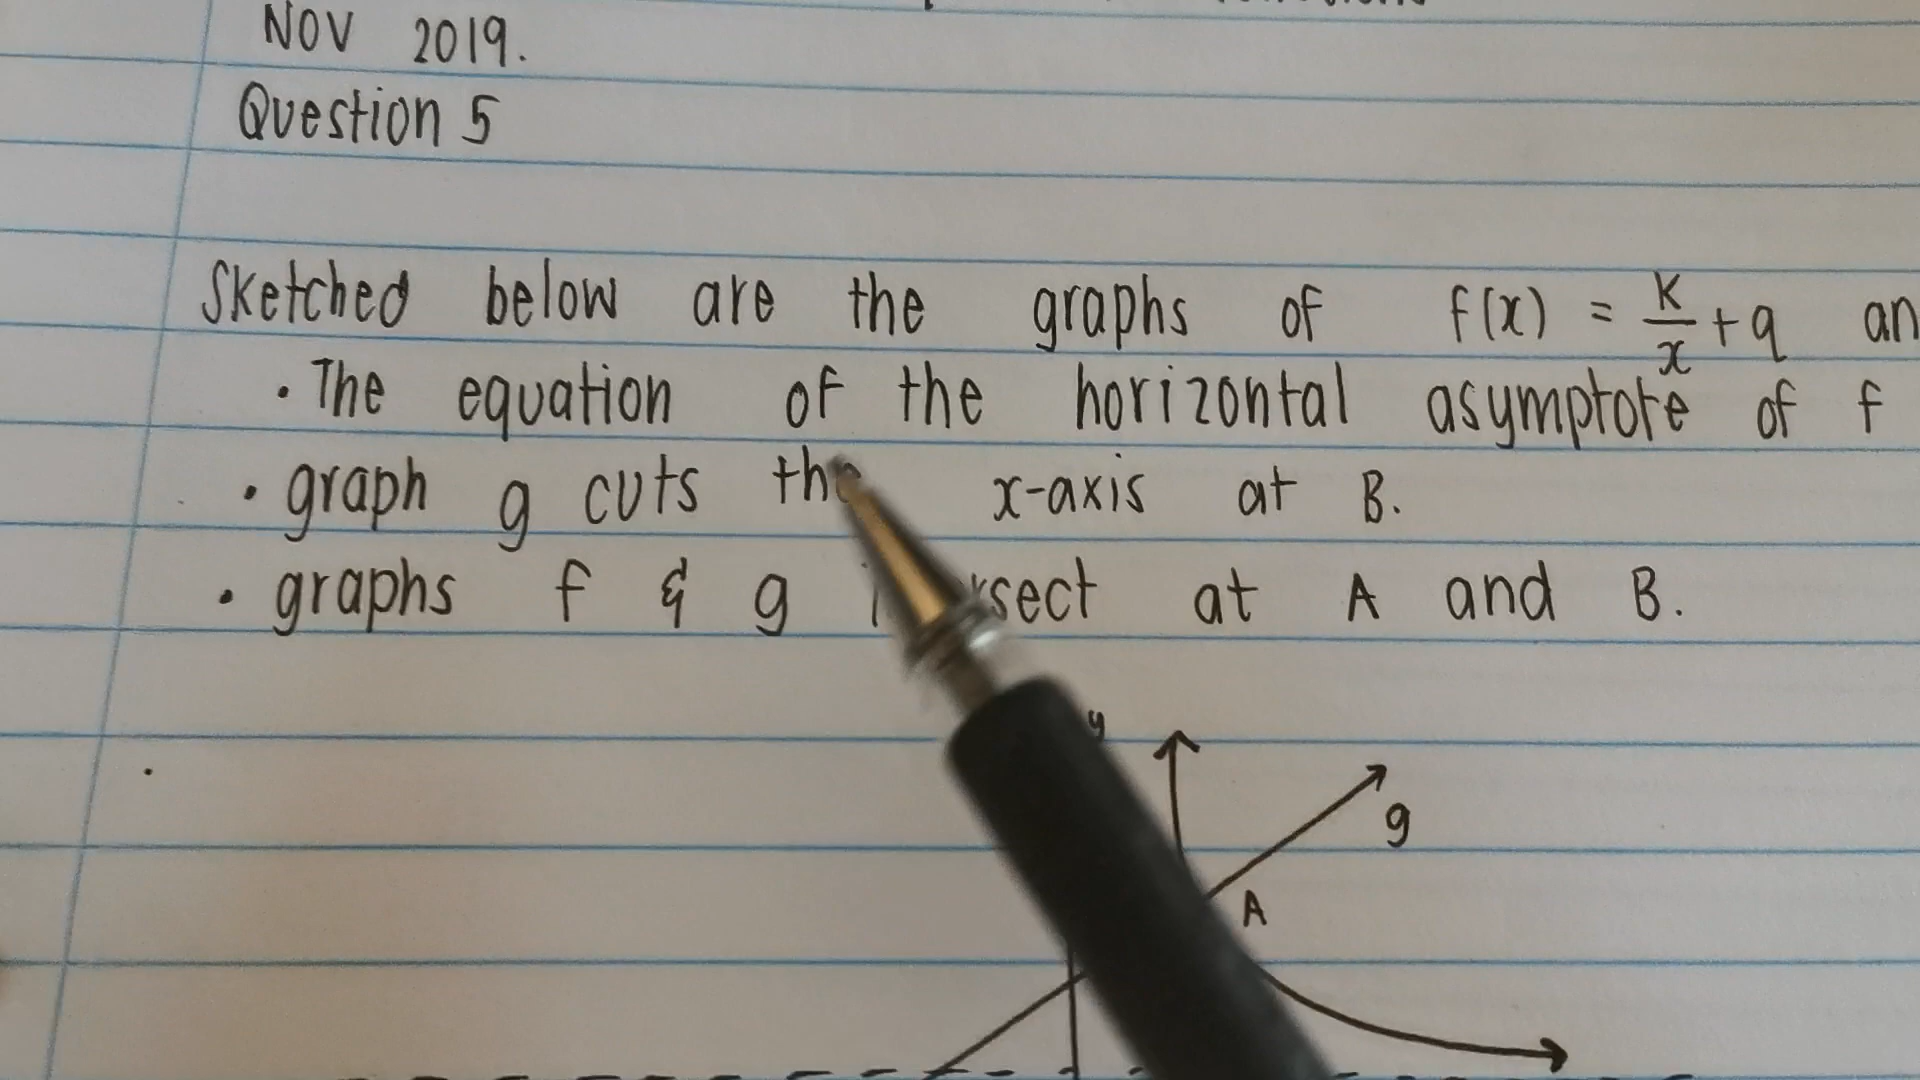 NOV 2019.
Question 5
Sketched below are the graphs of f(x) = K/x + q an
• The equation of the horizontal asymptote of f
• graph g cuts the x-axis at B.
• graphs f & g at A and B.
y
g
A